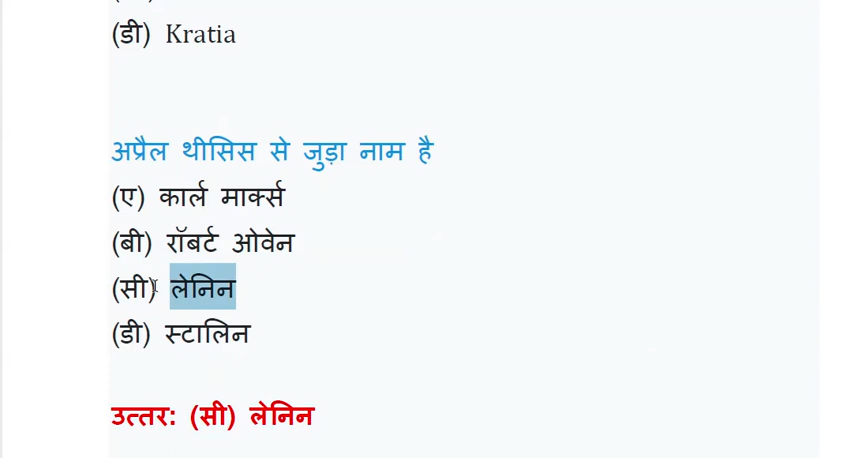 (डी) Kratia
अप्रैल थीसिस से जुड़ा नाम है
(ए) कार्ल मार्क्स
(बी) रॉबर्ट ओवेन
(सी) लेनिन
(डी) स्टालिन
उत्तर: (सी) लेनिन